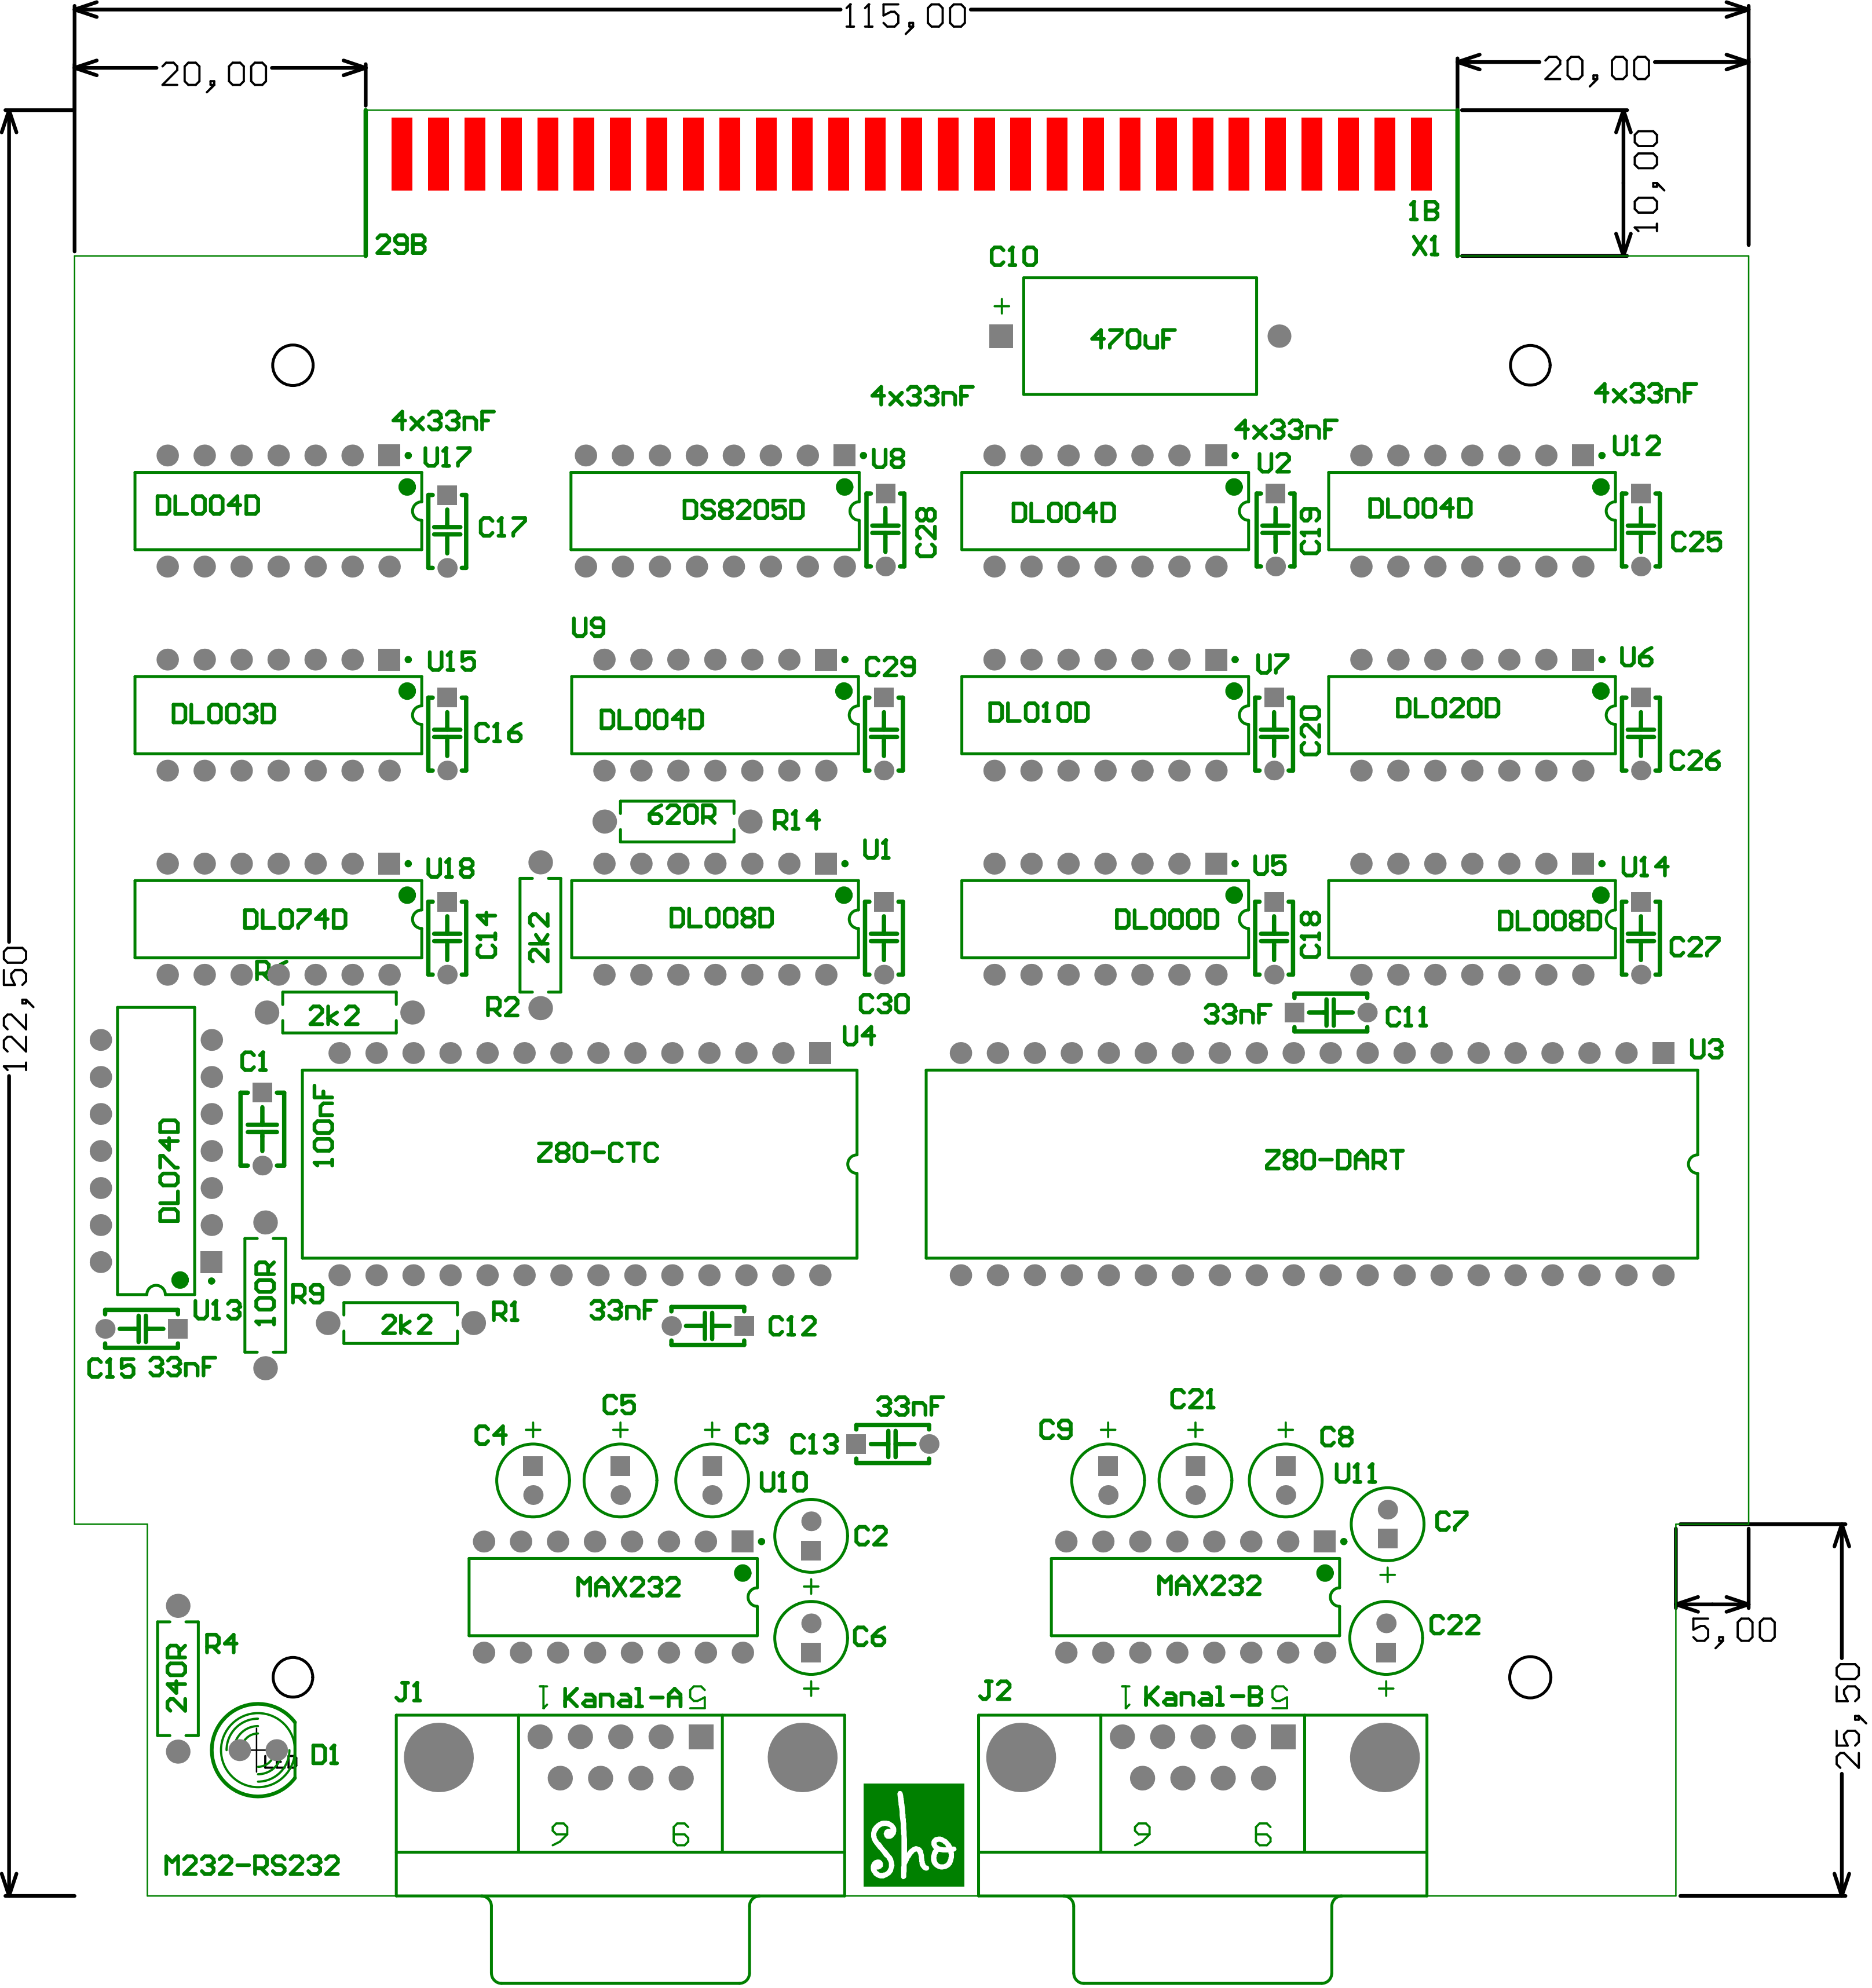 115,00
20,00
20,00
10,00
1B
29B
X1
C10
+
470uF
4x33nF
4x33nF
4x33nF
4x33nF
U17
U8
U2
U12
DL004D
DS8205D
DL004D
DL004D
C17
C28
C19
C25
U9
U15
C29
U7
U6
DL003D
DL004D
DL010D
DL020D
C16
C20
C26
620R
R14
U18
U1
U5
U14
DL074D
2k2
DL008D
DL000D
DL008D
C14
C18
C27
122,50
R2
C30
2k2
33nF
C11
C1
U4
U3
100nF
DL074D
Z80-CTC
Z80-DART
100R
R9
U13
2k2
R1
33nF
C12
C15
33nF
C4
+
C5
+
C3
+
33nF
C13
C9
+
C21
+
C8
+
U10
U11
C2
C7
MAX232
+
MAX232
+
C6
C22
5,00
R4
240R
+
+
25,50
J1
1
Kanal-A
5
J2
1
Kanal-B
5
LED
D1
9
6
9
6
Sho
M232-RS232